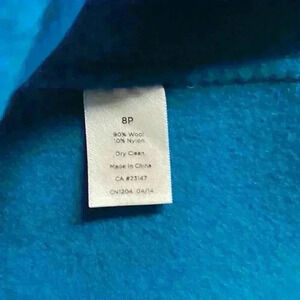 8P
90% Wool
10% Nylon
Dry Clean
Made in China
CA #23147
CN1204 04/14